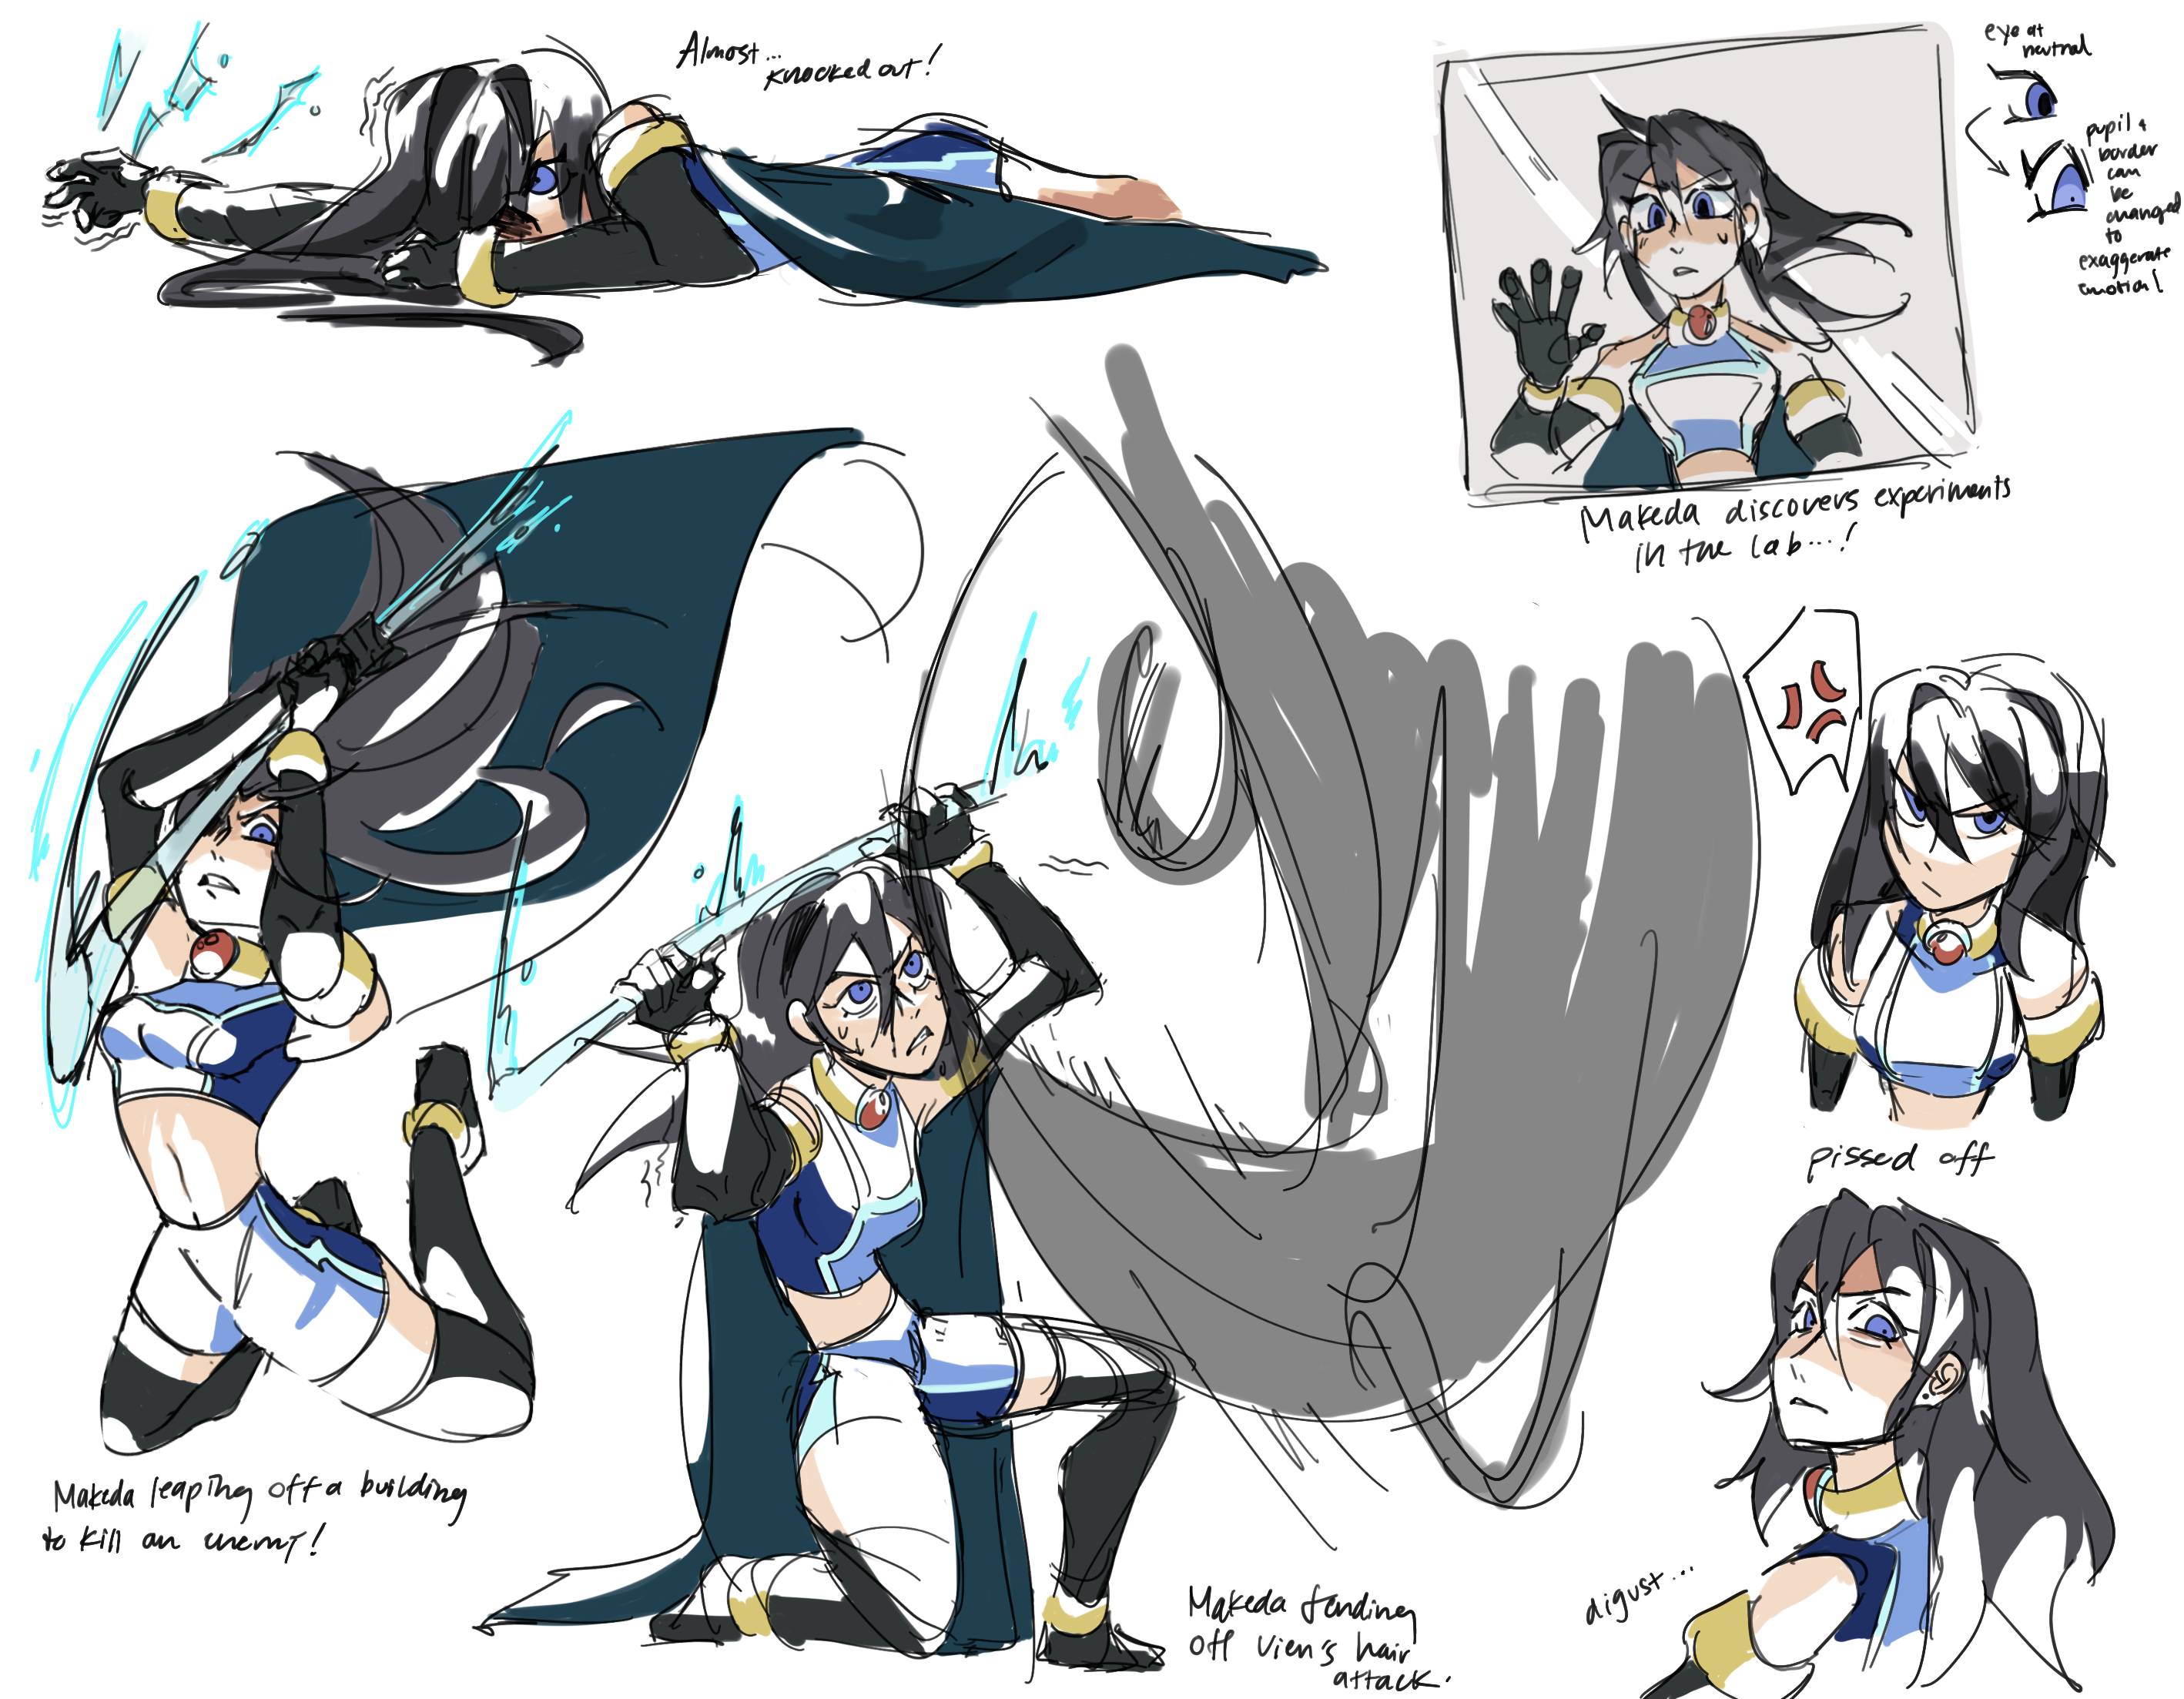 Almost...
knocked out!
eye at
neutral
pupil +
border
can
be
changed
to
exaggerate
emotion!
Makeda discovers experiments
in the lab...!
pissed off
Makeda leaping off a building
to kill an enemy!
Makeda fending
off Vien's hair
attack.
digust...